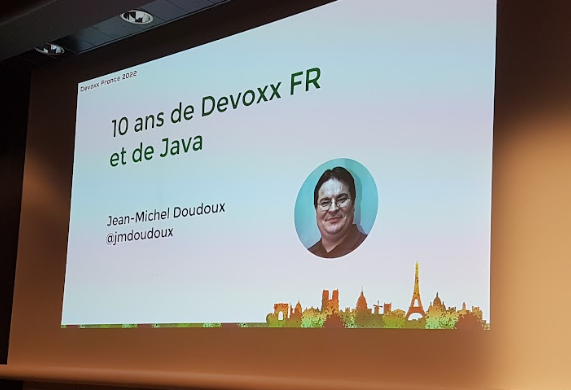 Devoxx France 2022
10 ans de Devoxx FR
et de Java
Jean-Michel Doudoux
@jmdoudoux